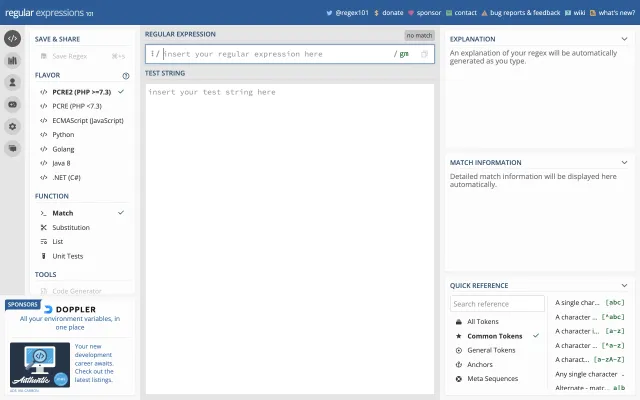 regular expressions 101
@regex101
$ donate
sponsor
contact
bug reports & feedback
wiki
what's new?
SAVE & SHARE
Save Regex ⌘+s
FLAVOR
</> PCRE2 (PHP >=7.3)
</> PCRE (PHP <7.3)
</> ECMAScript (JavaScript)
</> Python
</> Golang
</> Java 8
</> .NET (C#)
FUNCTION
Match
Substitution
List
Unit Tests
TOOLS
Code Generator
SPONSORS
DOPPLER
All your environment variables, in
one place
Authentic
Your new
development
career awaits.
Check out the
latest listings.
ADS VIA CARBON
REGULAR EXPRESSION
no match
/ insert your regular expression here / gm
TEST STRING
insert your test string here
EXPLANATION
An explanation of your regex will be automatically
generated as you type.
MATCH INFORMATION
Detailed match information will be displayed here
automatically.
QUICK REFERENCE
Search reference
All Tokens
Common Tokens
General Tokens
Anchors
Meta Sequences
A single char... [abc]
A character ... [^abc]
A character i... [a-z]
A character ... [^a-z]
A charact... [a-zA-Z]
Any single character .
Alternate - matr... a|b